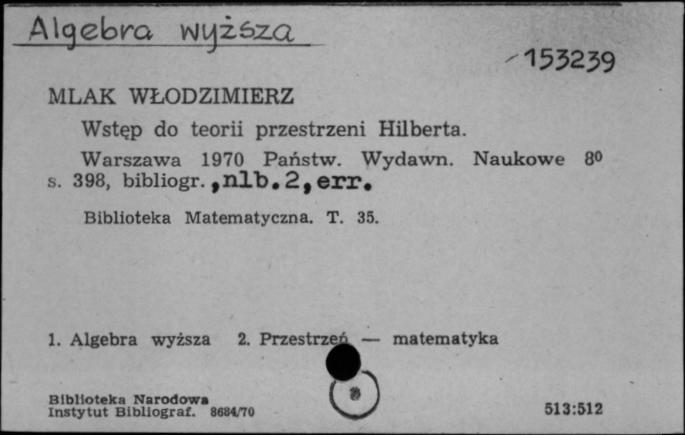 Algebra wyższa
153239
MLAK WŁODZIMIERZ
Wstęp do teorii przestrzeni Hilberta.
Warszawa 1970 Państw. Wydawn. Naukowe 8⁰
s. 398, bibliogr. ,nlb.2,err.
Biblioteka Matematyczna. T. 35.
1. Algebra wyższa 2. Przestrzeń — matematyka
Biblioteka Narodowa
Instytut Bibliograf. 8684/70
513:512